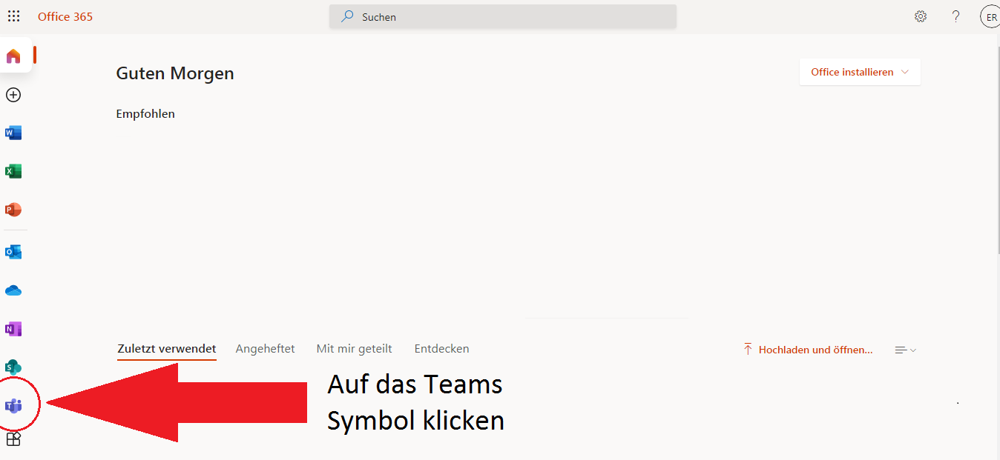 Office 365
Suchen
ER
Guten Morgen
Office installieren
Empfohlen
W
X
P
O
N
Zuletzt verwendet Angeheftet Mit mir geteilt Entdecken
Hochladen und öffnen...
S
Auf das Teams
T
Symbol klicken